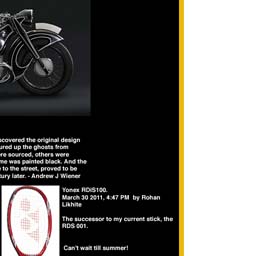 scovered the original design
ured up the ghosts from
ere sourced, others were
me was painted black. And the
e to the street, proved to be
tury later. - Andrew J Wiener
Yonex RDiS100.
March 30 2011, 4:47 PM by Rohan
Likhite
The successor to my current stick, the
RDS 001.
Can't wait till summer!